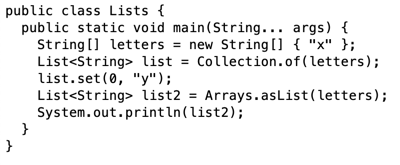 public class Lists {
  public static void main(String... args) {
    String[] letters = new String[] { "x" };
    List<String> list = Collection.of(letters);
    list.set(0, "y");
    List<String> list2 = Arrays.asList(letters);
    System.out.println(list2);
  }
}